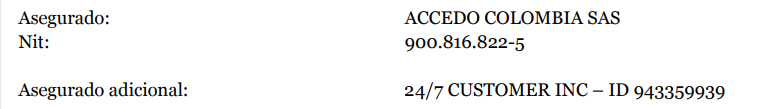 Asegurado: ACCEDO COLOMBIA SAS
Nit: 900.816.822-5
Asegurado adicional: 24/7 CUSTOMER INC – ID 943359939